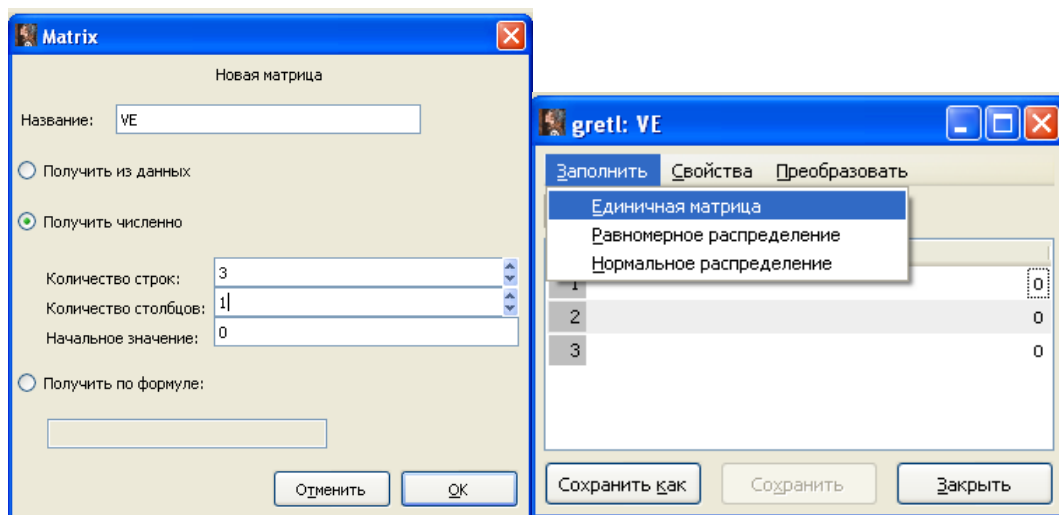 Matrix
Новая матрица
Название: VE
Получить из данных
Получить численно
Количество строк: 3
Количество столбцов: 1
Начальное значение: 0
Получить по формуле:
Отменить OK
gretl: VE
Заполнить Свойства Преобразовать
Единичная матрица
Равномерное распределение
Нормальное распределение
1 0
2 0
3 0
Сохранить как Сохранить Закрыть